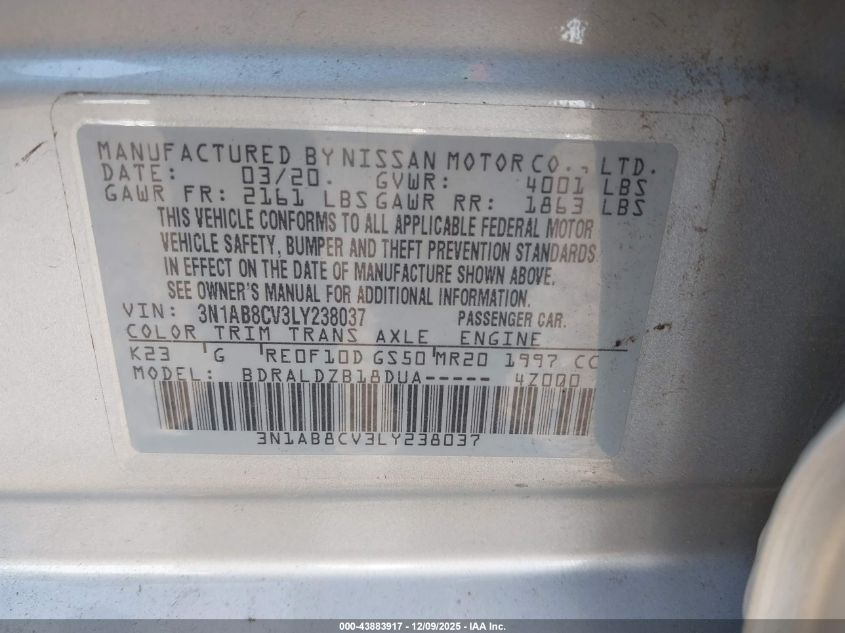 MANUFACTURED BY NISSAN MOTOR CO., LTD.
DATE: 03/20. GVWR: 4001 LBS
GAWR FR: 2161 LBS GAWR RR: 1863 LBS
THIS VEHICLE CONFORMS TO ALL APPLICABLE FEDERAL MOTOR
VEHICLE SAFETY, BUMPER AND THEFT PREVENTION STANDARDS
IN EFFECT ON THE DATE OF MANUFACTURE SHOWN ABOVE.
SEE OWNER'S MANUAL FOR ADDITIONAL INFORMATION.
VIN: 3N1AB8CV3LY238037 PASSENGER CAR.
COLOR TRIM TRANS AXLE ENGINE
K23 G RE0F10D GS50 MR20 1997 CC
MODEL: BDRALDZB18DUA----- 4Z000
3N1AB8CV3LY238037
000-43883917 - 12/09/2025 - IAA Inc.